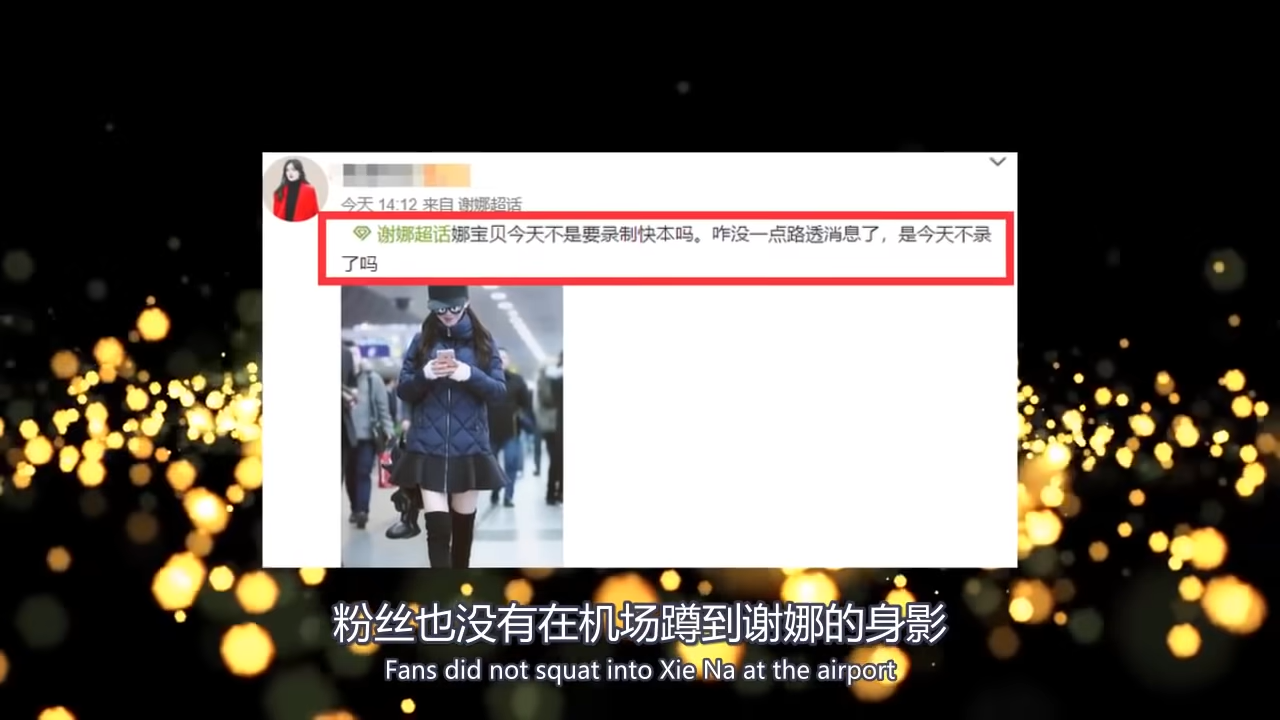 今天 14:12 来自 谢娜超话
谢娜超话娜宝贝今天不是要录制快本吗。咋没一点路透消息了，是今天不录
了吗
粉丝也没有在机场蹲到谢娜的身影
Fans did not squat into Xie Na at the airport